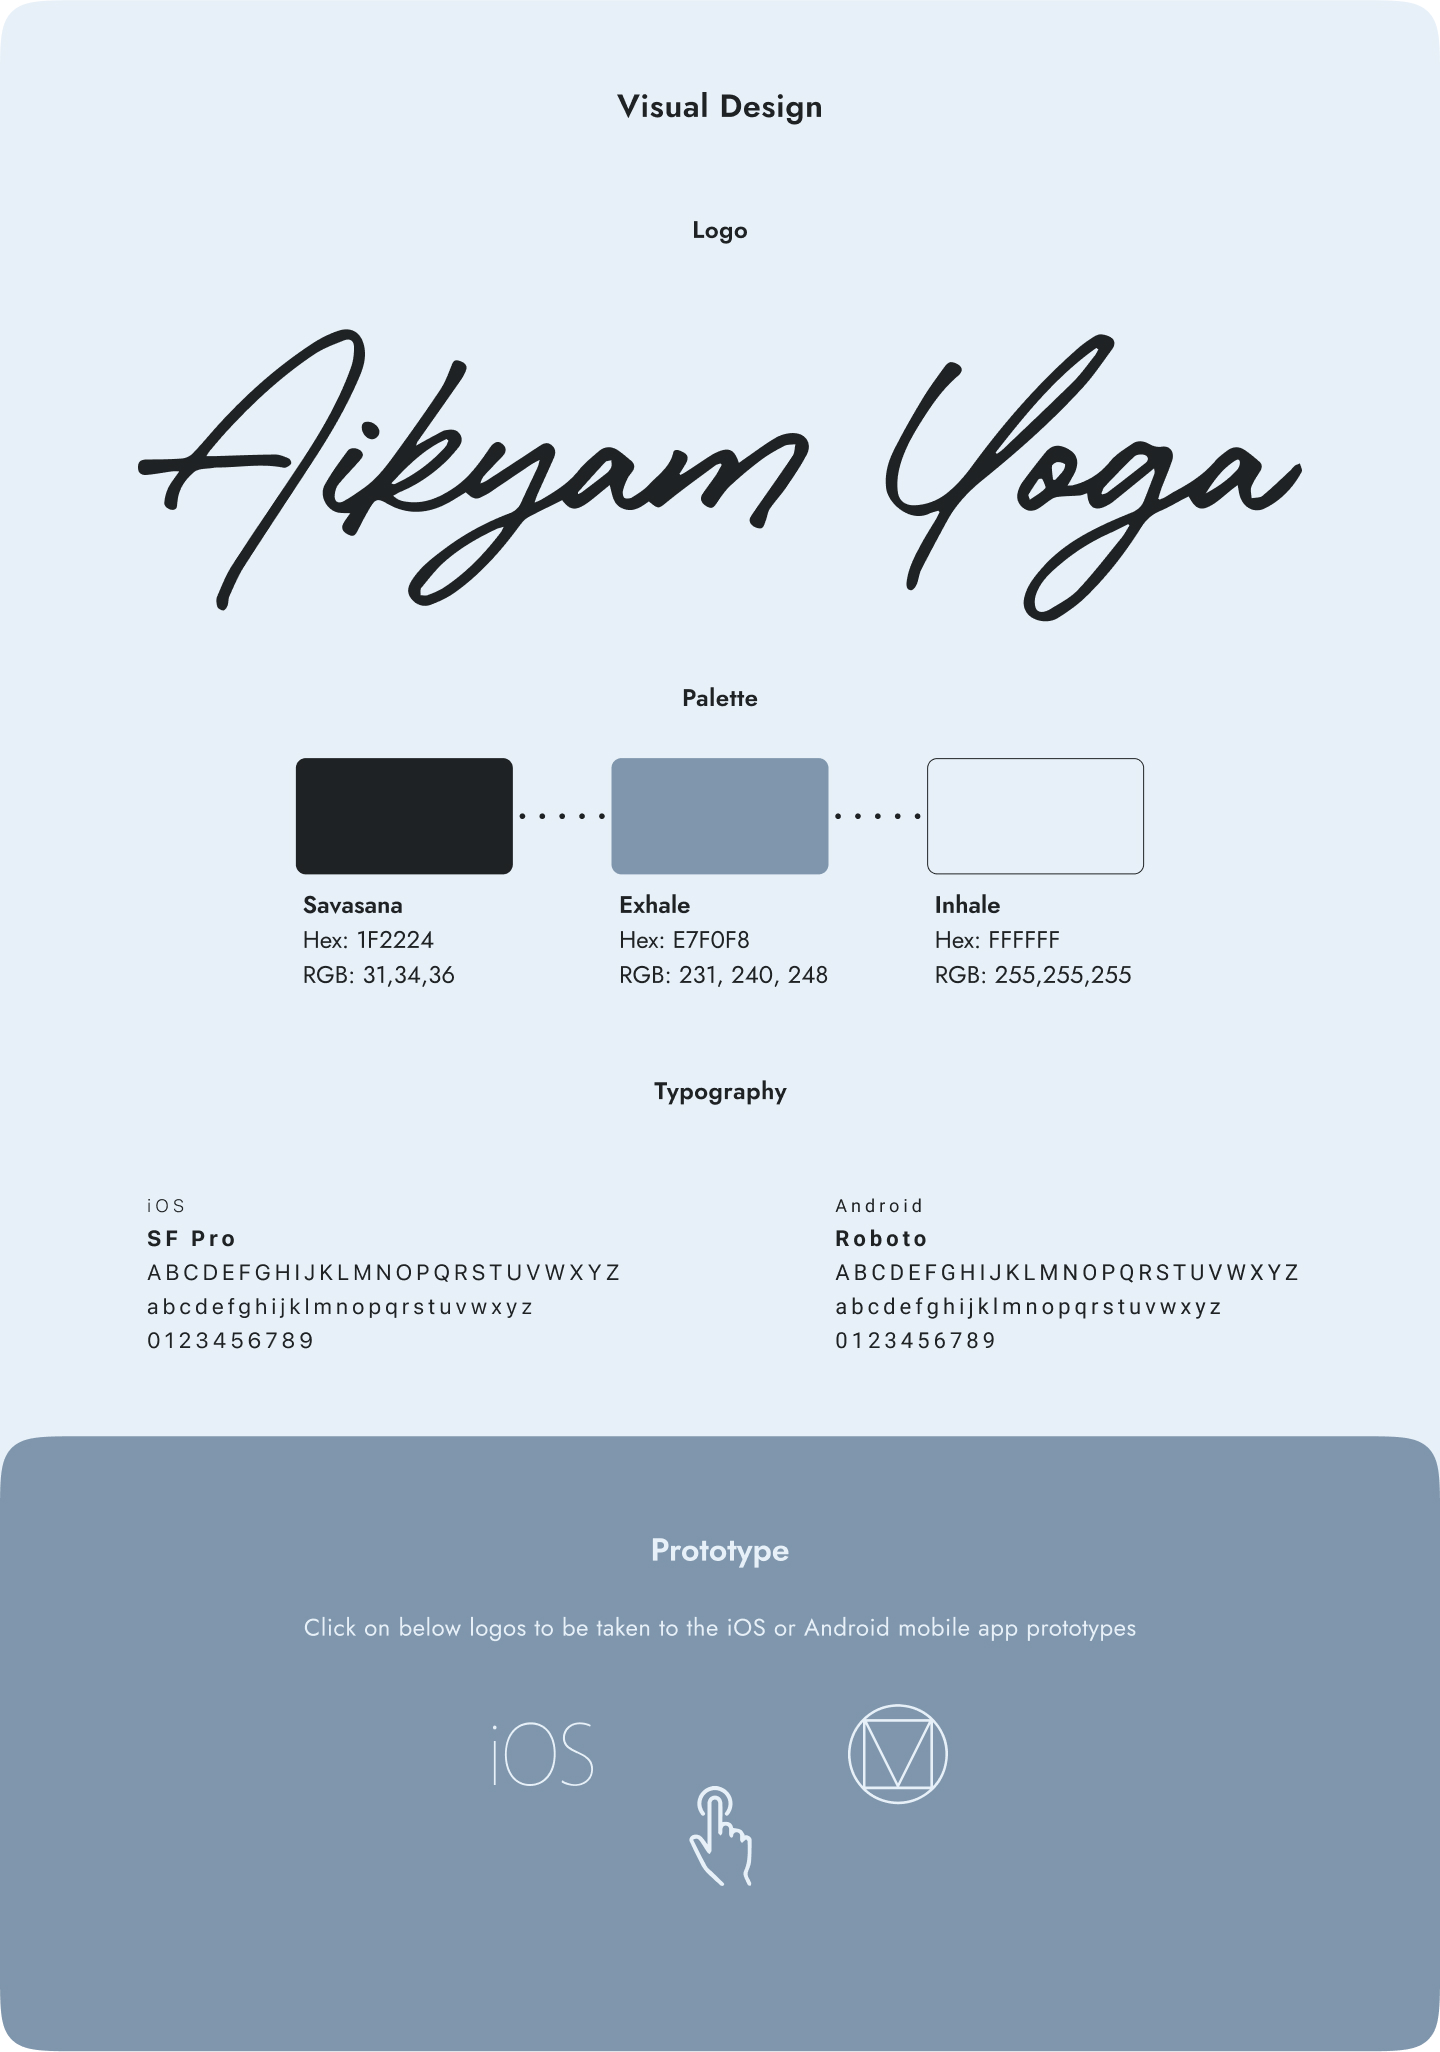 Visual Design
Logo
Aikyam Yoga
Palette
Savasana
Hex: 1F2224
RGB: 31,34,36
Exhale
Hex: E7F0F8
RGB: 231, 240, 248
Inhale
Hex: FFFFFF
RGB: 255,255,255
Typography
iOS
SF Pro
ABCDEFGHIJKLMNOPQRSTUVWXYZ
abcdefghijklmnopqrstuvwxyz
0123456789
Android
Roboto
ABCDEFGHIJKLMNOPQRSTUVWXYZ
abcdefghijklmnopqrstuvwxyz
0123456789
Prototype
Click on below logos to be taken to the iOS or Android mobile app prototypes
iOS